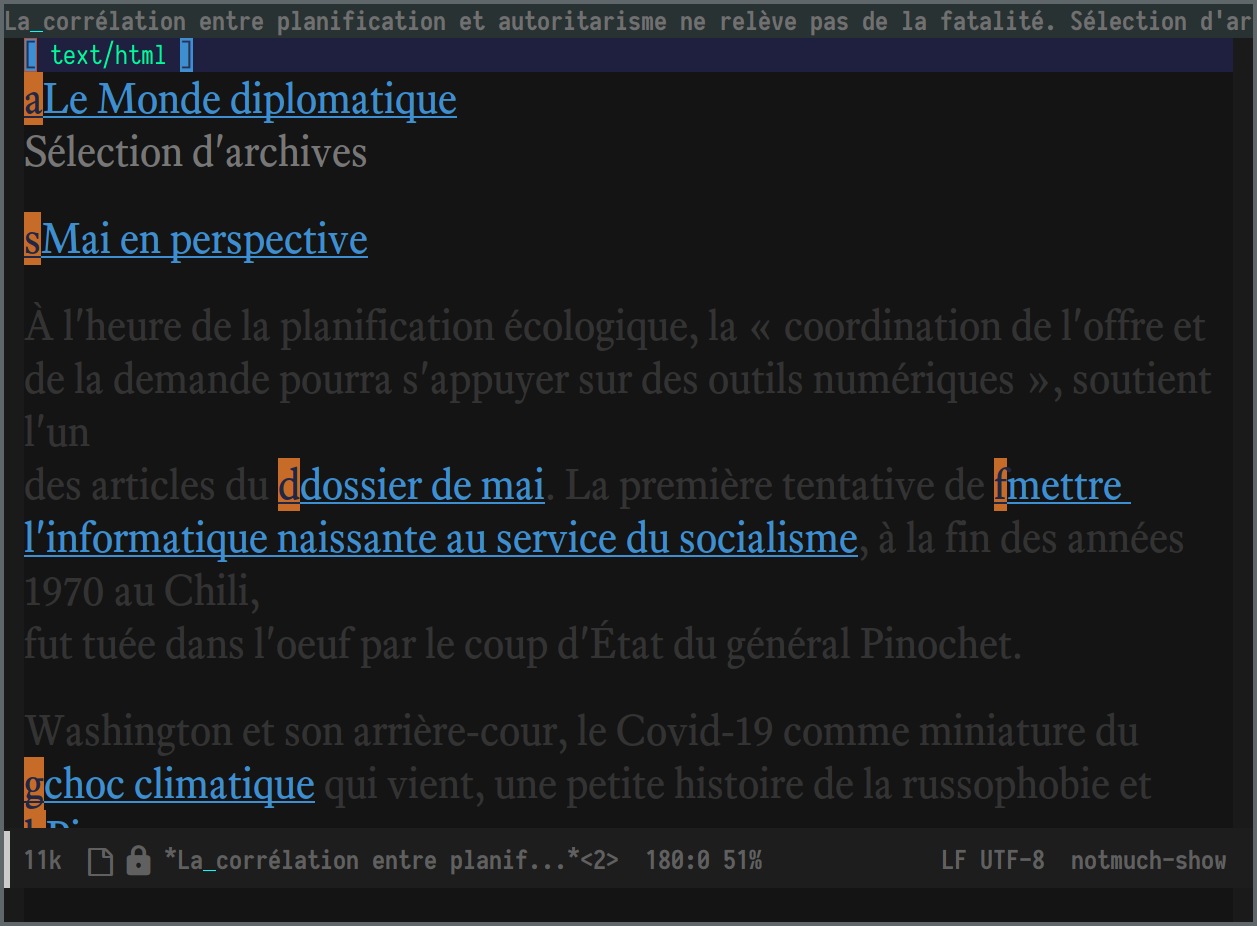 La_corrélation entre planification et autoritarisme ne relève pas de la fatalité. Sélection d'ar
[ text/html ]
aLe Monde diplomatique
Sélection d'archives
sMai en perspective
À l'heure de la planification écologique, la « coordination de l'offre et
de la demande pourra s'appuyer sur des outils numériques », soutient
l'un
des articles du ddossier de mai. La première tentative de fmettre
l'informatique naissante au service du socialisme, à la fin des années
1970 au Chili,
fut tuée dans l'oeuf par le coup d'État du général Pinochet.
Washington et son arrière-cour, le Covid-19 comme miniature du
gchoc climatique qui vient, une petite histoire de la russophobie et
11k *La_corrélation entre planif...*<2> 180:0 51% LF UTF-8 notmuch-show